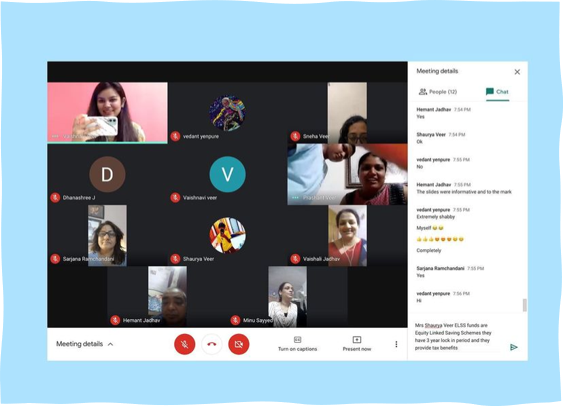 Meeting details
People (12)
Chat
Hemant Jadhav 7:54 PM
Yes
Shaurya Veer 7:54 PM
Ok
vedant yenpure 7:55 PM
No
Hemant Jadhav 7:55 PM
The slides were informative and to the mark
vedant yenpure 7:55 PM
Extremely shabby
Myself
Completely
Sarjana Ramchandani 7:55 PM
Yes
vedant yenpure 7:56 PM
Hi
Mrs Shaurya Veer ELSS funds are
Equity Linked Saving Schemes they
have 3 year lock in period and they
provide tax benefits
vedant yenpure
Sneha Veer
D
V
Dhanashree J
Vaishnavi veer
Veer
Sarjana Ramchandani
Shaurya Veer
Vaishali Jadhav
Hemant Jadhav
Minu Sayyed
Meeting details
Turn on captions
Present now